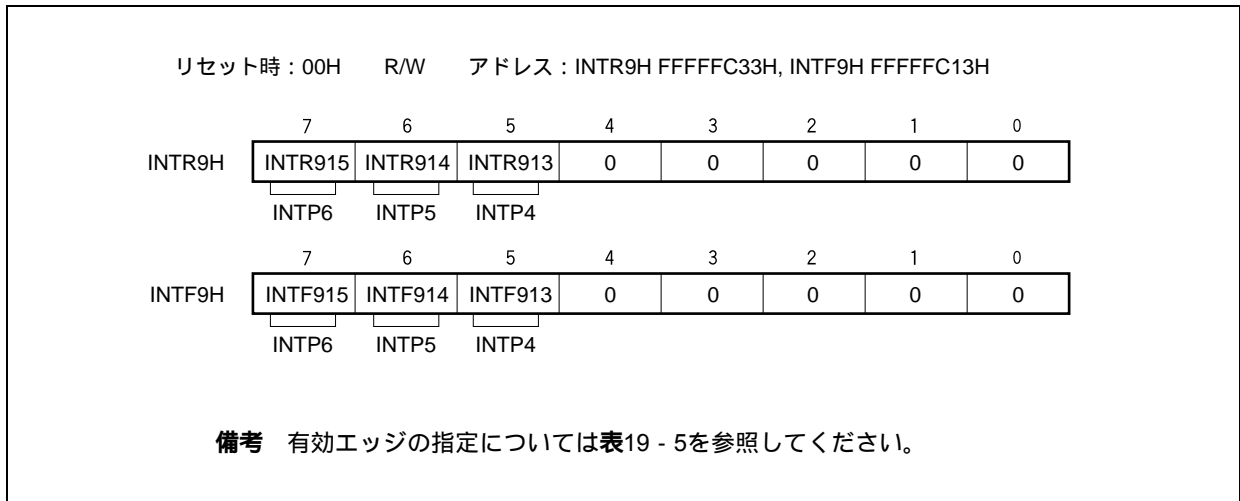 リセット時：00H R/W アドレス：INTR9H FFFFFC33H, INTF9H FFFFFC13H
7 6 5 4 3 2 1 0
INTR9H INTR915 INTR914 INTR913 0 0 0 0 0
INTP6 INTP5 INTP4
7 6 5 4 3 2 1 0
INTF9H INTF915 INTF914 INTF913 0 0 0 0 0
INTP6 INTP5 INTP4
備考 有効エッジの指定については表19 - 5を参照してください。